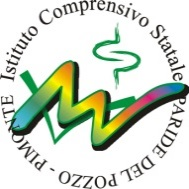 Istituto Comprensivo Statale PARIDE DEL POZZO - PIMONTE